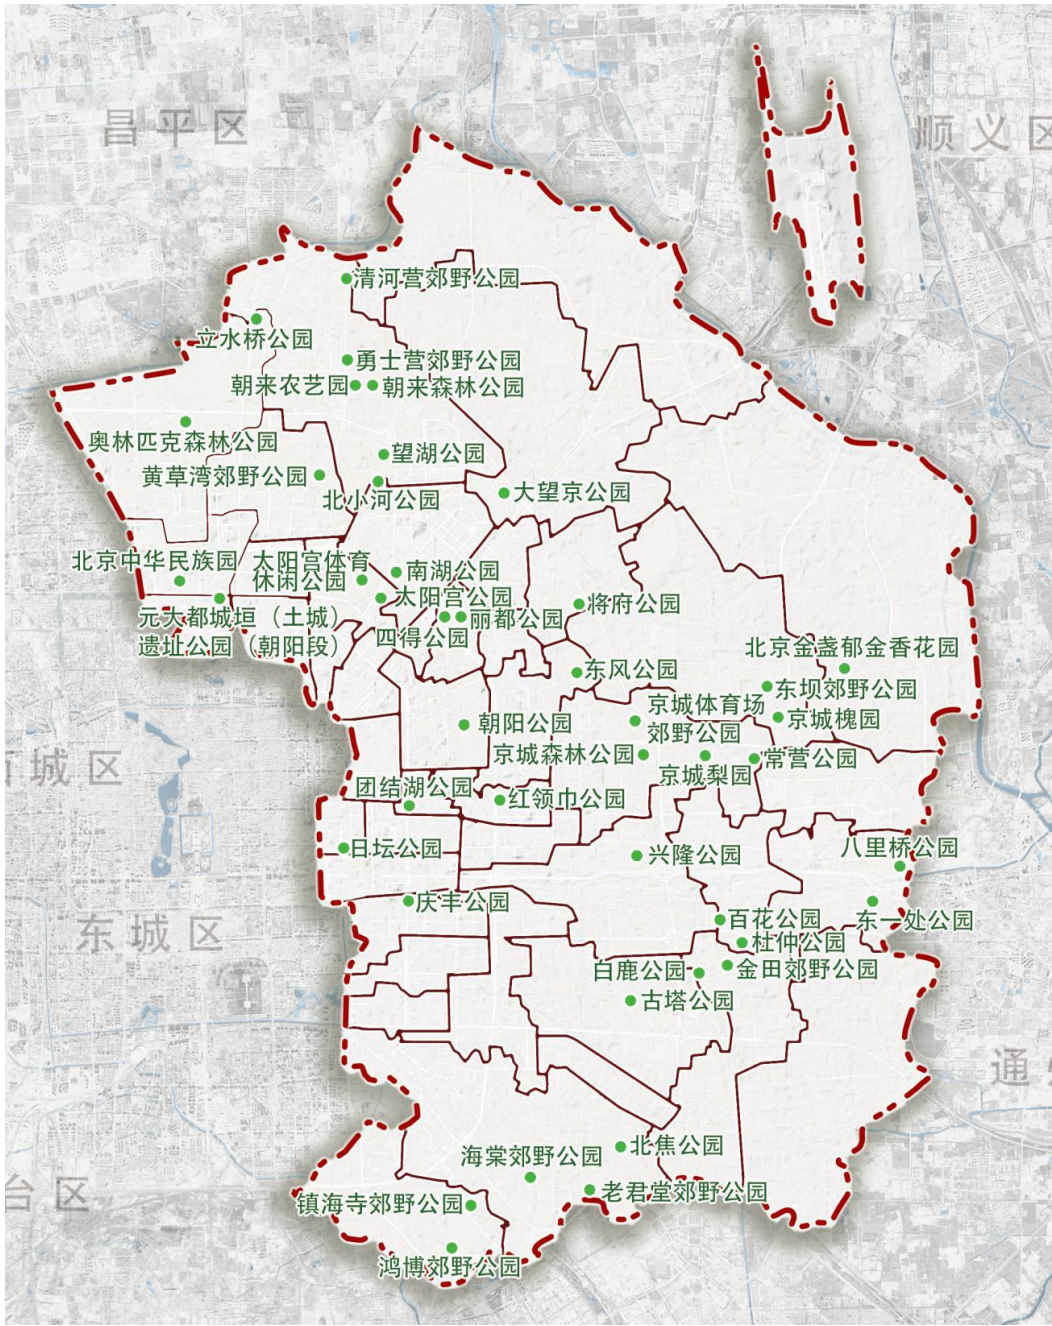 昌平区
顺义区
清河营郊野公园
立水桥公园
勇士营郊野公园
朝来农艺园
朝来森林公园
奥林匹克森林公园
望湖公园
黄草湾郊野公园
北小河公园
大望京公园
北京中华民族园
太阳宫体育
休闲公园
南湖公园
太阳宫公园
元大都城垣（土城）
遗址公园（朝阳段）
四得公园
丽都公园
将府公园
北京金盏郁金香花园
东风公园
东坝郊野公园
京城体育场
郊野公园
京城槐园
朝阳公园
京城森林公园
京城梨园
常营公园
城区
团结湖公园
红领巾公园
日坛公园
兴隆公园
八里桥公园
庆丰公园
百花公园
东一处公园
东城区
杜仲公园
白鹿公园
金田郊野公园
古塔公园
通
北焦公园
海棠郊野公园
台区
老君堂郊野公园
镇海寺郊野公园
鸿博郊野公园